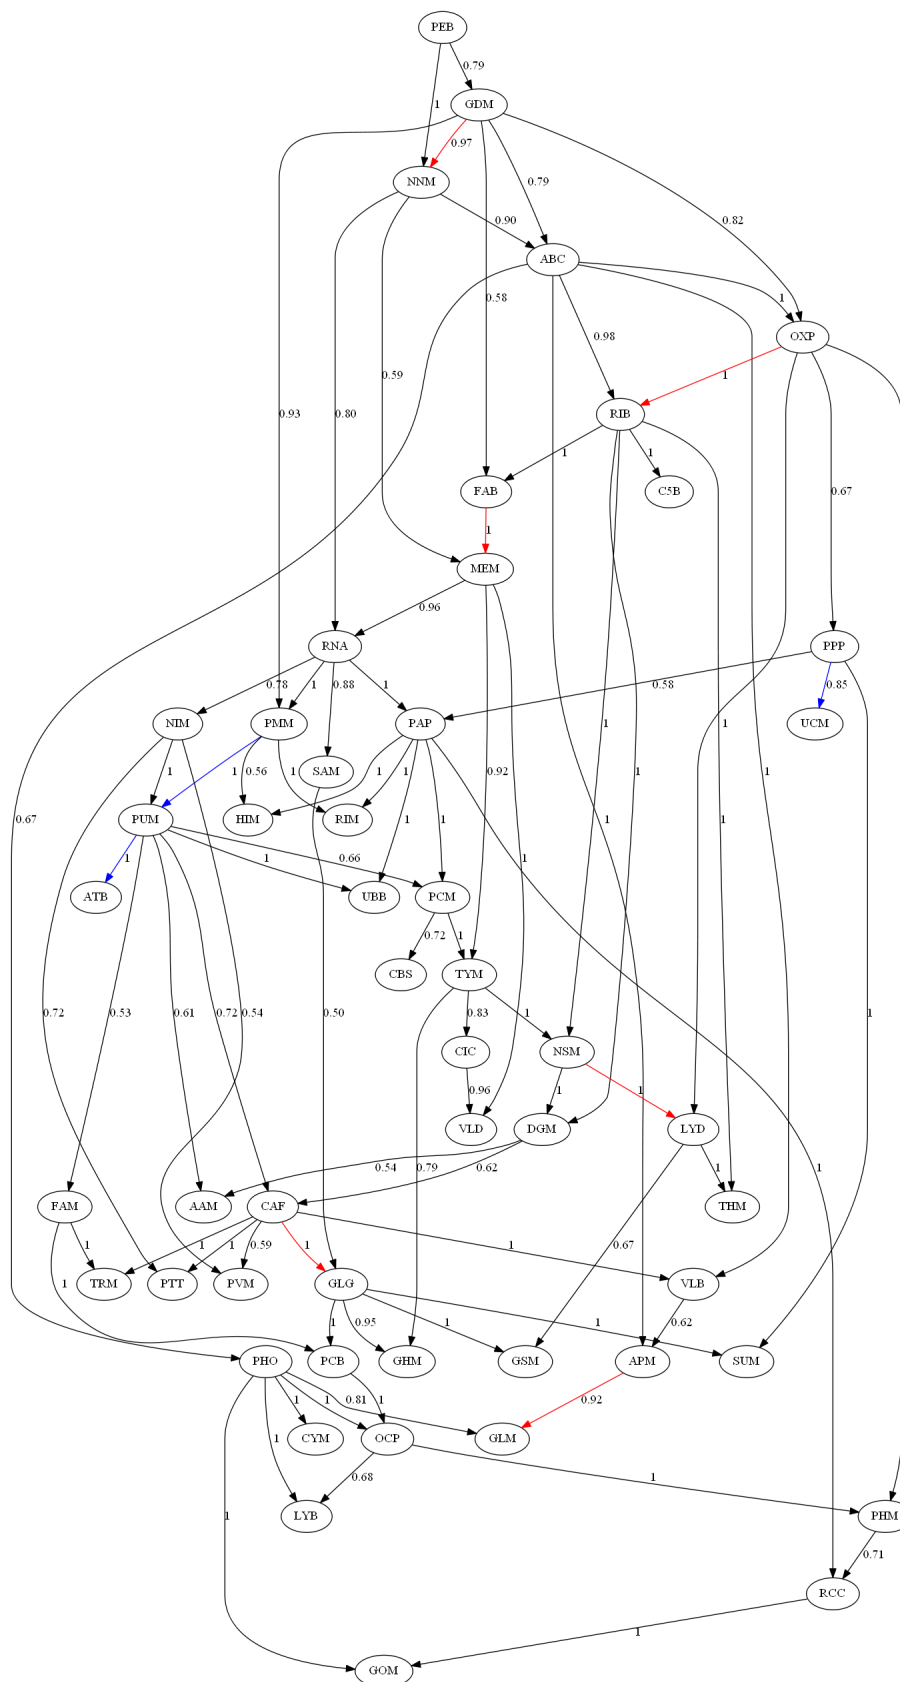 PEB
0.79
GDM
1
0.97
NNM
0.79
0.82
0.90
ABC
0.58
1
OXP
0.98
0.59
1
0.93
0.80
RIB
1
1
FAB
C5B
0.67
1
MEM
0.96
RNA
PPP
0.78
1
0.88
1
0.58
0.85
NIM
PMM
PAP
1
UCM
1
1
0.56
1
SAM
1
1
0.92
1
1
0.67
PUM
HIM
RIM
1
1
1
1
1
0.66
1
ATB
UBB
PCM
0.72
1
CBS
TYM
0.72
0.53
0.61
0.72
0.54
0.50
0.83
1
1
CIC
NSM
0.96
1
1
VLD
DGM
LYD
0.54
0.62
0.79
1
1
FAM
AAM
CAF
THM
1
1
1
0.59
1
1
0.67
TRM
PTT
PVM
GLG
VLB
1
1
0.95
1
1
0.62
PHO
PCB
GHM
GSM
APM
SUM
1
1
0.81
1
0.92
CYM
OCP
GLM
1
0.68
1
LYB
1
PHM
0.71
RCC
1
GOM